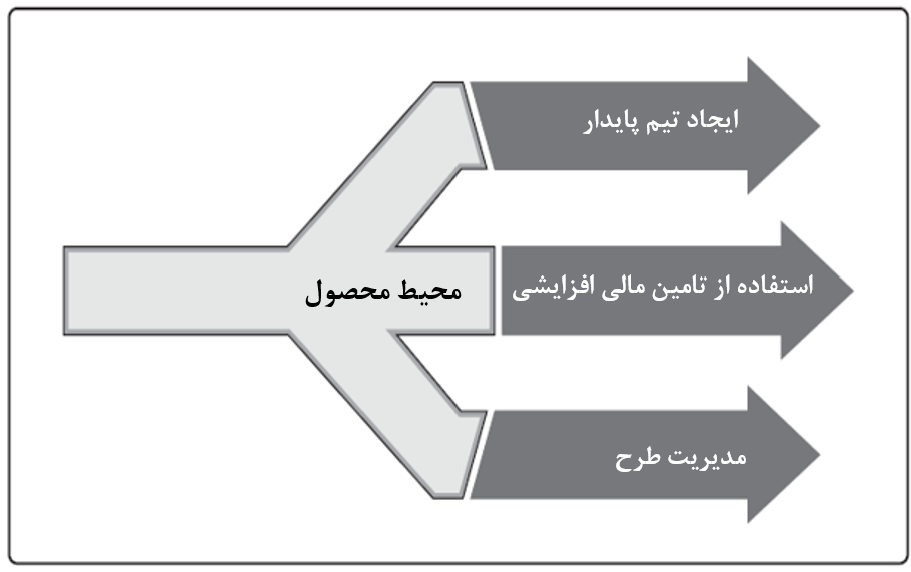 ایجاد تیم پایدار
محیط محصول
استفاده از تامین مالی افزایشی
مدیریت طرح